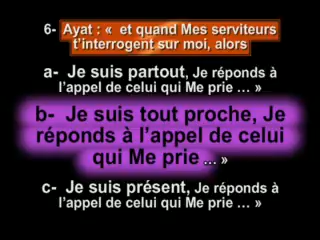 6- Ayat : « et quand Mes serviteurs
t'interrogent sur moi, alors
a- Je suis partout, Je réponds à
l'appel de celui qui Me prie … »
b- Je suis tout proche, Je
réponds à l'appel de celui
qui Me prie … »
c- Je suis présent, Je réponds à
l'appel de celui qui Me prie … »